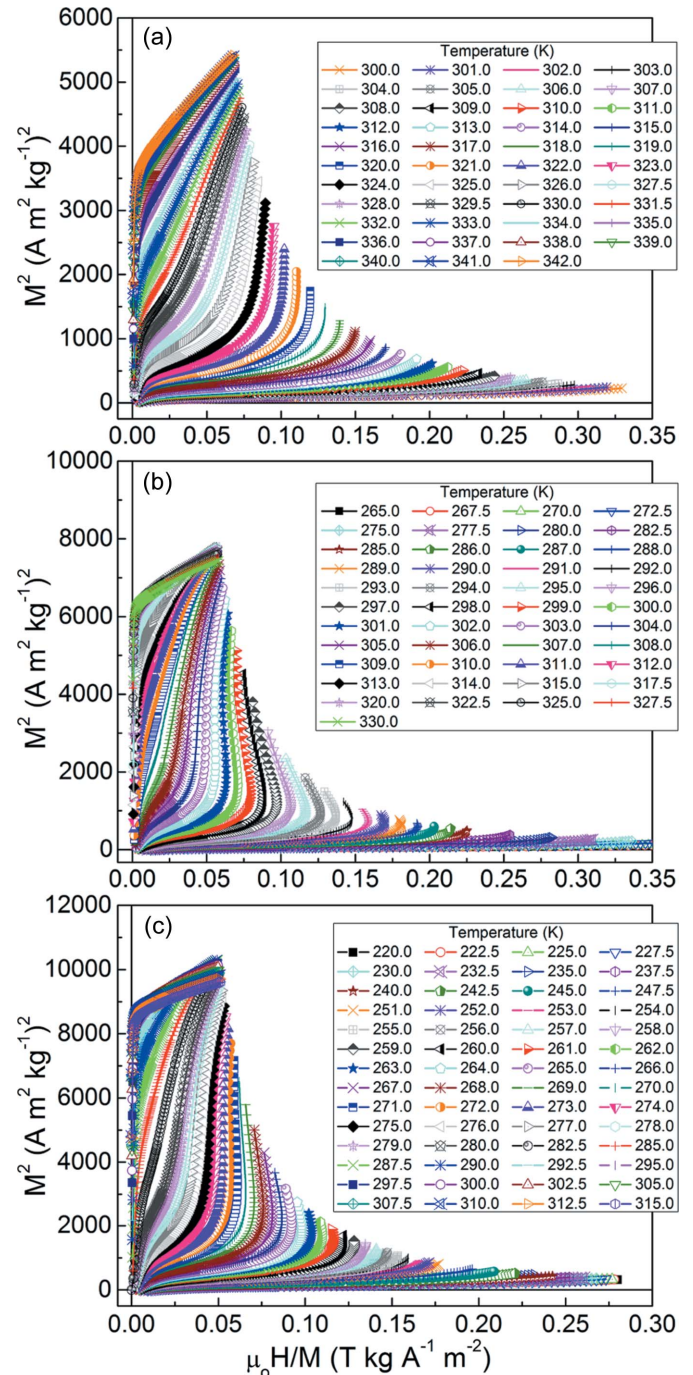 (a)
6000
5000
4000
3000
2000
1000
0
M² (A m² kg⁻¹)²
Temperature (K)
300.0 301.0 302.0 303.0
304.0 305.0 306.0 307.0
308.0 309.0 310.0 311.0
312.0 313.0 314.0 315.0
316.0 317.0 318.0 319.0
320.0 321.0 322.0 323.0
324.0 325.0 326.0 327.5
328.0 329.5 330.0 331.5
332.0 333.0 334.0 335.0
336.0 337.0 338.0 339.0
340.0 341.0 342.0
0.00 0.05 0.10 0.15 0.20 0.25 0.30 0.35
(b)
10000
8000
6000
4000
2000
0
M² (A m² kg⁻¹)²
Temperature (K)
265.0 267.5 270.0 272.5
275.0 277.5 280.0 282.5
285.0 286.0 287.0 288.0
289.0 290.0 291.0 292.0
293.0 294.0 295.0 296.0
297.0 298.0 299.0 300.0
301.0 302.0 303.0 304.0
305.0 306.0 307.0 308.0
309.0 310.0 311.0 312.0
313.0 314.0 315.0 317.5
320.0 322.5 325.0 327.5
330.0
0.00 0.05 0.10 0.15 0.20 0.25 0.30 0.35
(c)
12000
10000
8000
6000
4000
2000
0
M² (A m² kg⁻¹)²
Temperature (K)
220.0 222.5 225.0 227.5
230.0 232.5 235.0 237.5
240.0 242.5 245.0 247.5
251.0 252.0 253.0 254.0
255.0 256.0 257.0 258.0
259.0 260.0 261.0 262.0
263.0 264.0 265.0 266.0
267.0 268.0 269.0 270.0
271.0 272.0 273.0 274.0
275.0 276.0 277.0 278.0
279.0 280.0 282.5 285.0
287.5 290.0 292.5 295.0
297.5 300.0 302.5 305.0
307.5 310.0 312.5 315.0
0.00 0.05 0.10 0.15 0.20 0.25 0.30
μₒH/M (T kg A⁻¹ m⁻²)